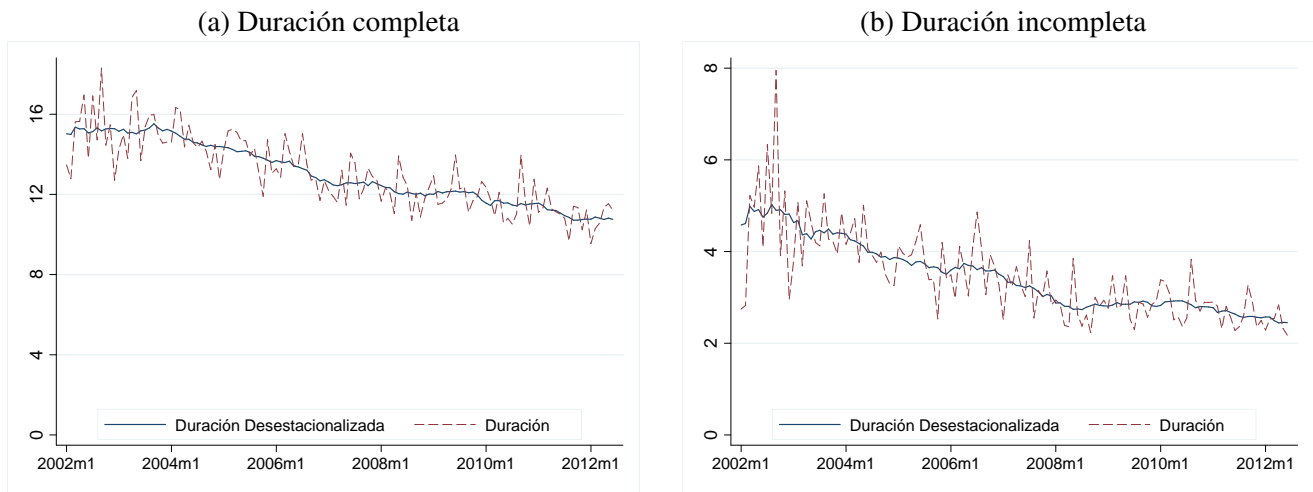 (a) Duración completa
16
12
8
4
0
Duración Desestacionalizada
Duración
2002m1 2004m1 2006m1 2008m1 2010m1 2012m1
(b) Duración incompleta
8
6
4
2
0
Duración Desestacionalizada
Duración
2002m1 2004m1 2006m1 2008m1 2010m1 2012m1